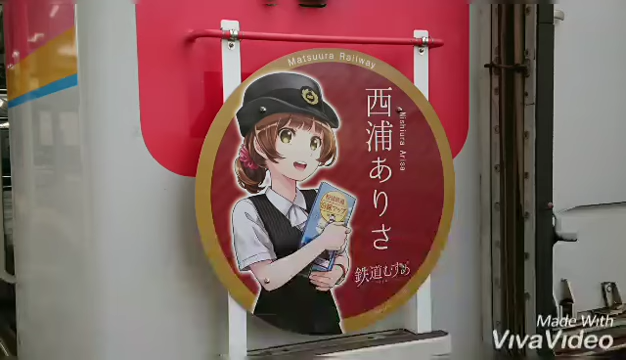 Matsuura Railway
西浦ありさ
Nishiura Arisa
鉄道むすめ
Made With
VivaVideo